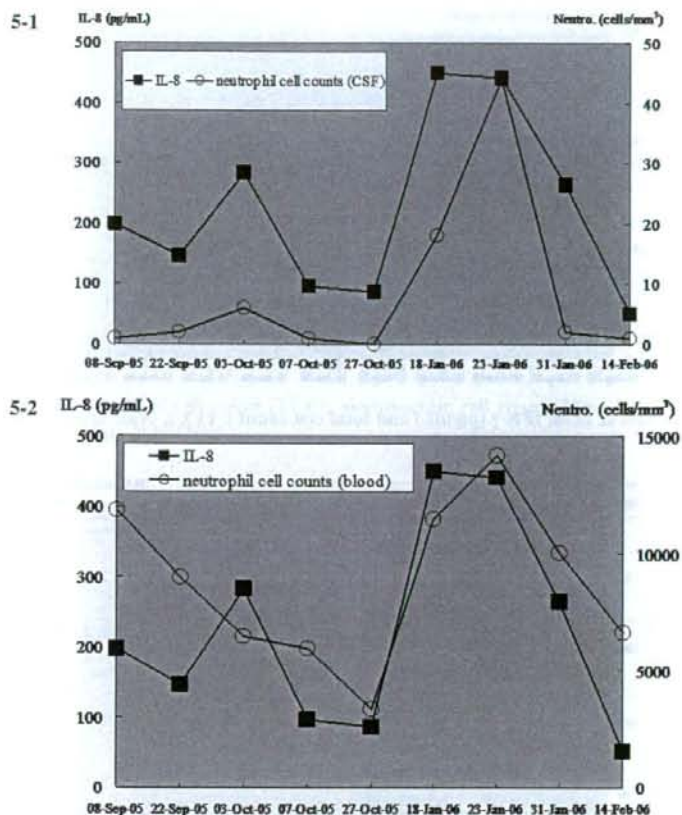 5-1
IL-8 (pg/mL)
Neutro. (cells/mm³)
IL-8
neutrophil cell counts (CSF)
500
400
300
200
100
0
50
40
30
20
10
0
08-Sep-05 22-Sep-05 03-Oct-05 07-Oct-05 27-Oct-05 18-Jan-06 23-Jan-06 31-Jan-06 14-Feb-06
5-2
IL-8 (pg/mL)
Neutro. (cells/mm³)
IL-8
neutrophil cell counts (blood)
500
400
300
200
100
0
15000
10000
5000
0
08-Sep-05 22-Sep-05 03-Oct-05 07-Oct-05 27-Oct-05 18-Jan-06 23-Jan-06 31-Jan-06 14-Feb-06